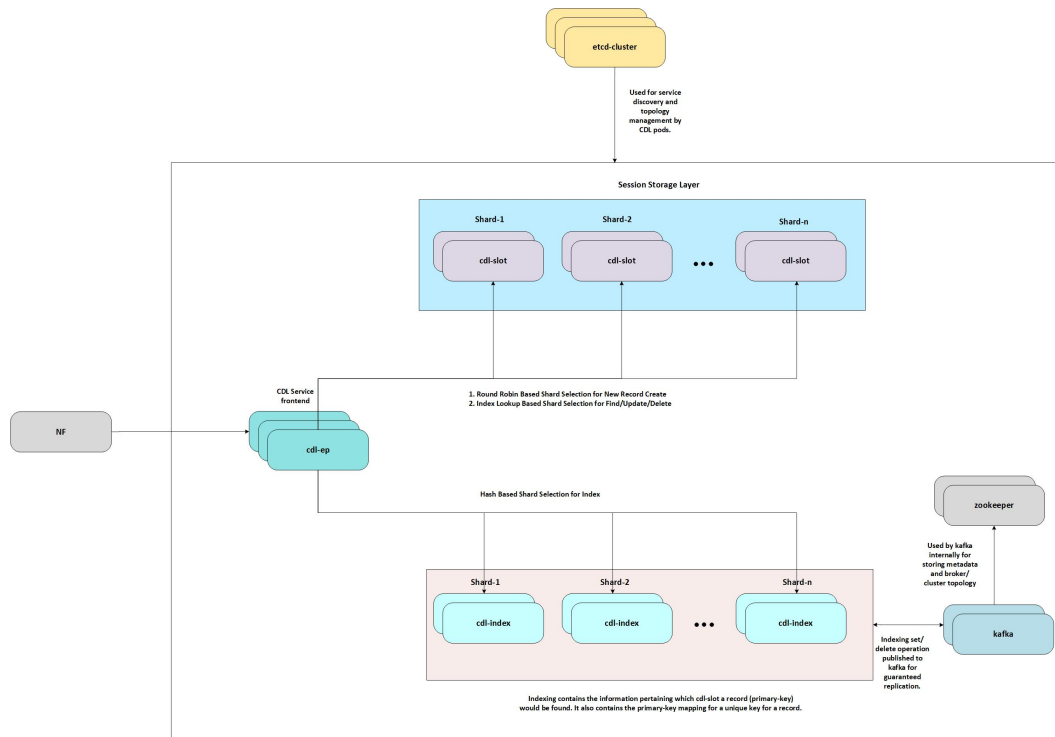 etcd-cluster
Used for service
discovery and
topology
management by
CDL pods.
Session Storage Layer
Shard-1
Shard-2
Shard-n
cdl-slot
cdl-slot
cdl-slot
CDL Service
frontend
1. Round Robin Based Shard Selection for New Record Create
2. Index Lookup Based Shard Selection for Find/Update/Delete
NF
cdl-ep
Hash Based Shard Selection for Index
zookeeper
Used by kafka
internally for
storing metadata
and broker/
cluster topology
Shard-1
Shard-2
Shard-n
cdl-index
cdl-index
cdl-index
kafka
Indexing set/
delete operation
published to
kafka for
guaranteed
replication.
Indexing contains the information pertaining which cdl-slot a record (primary-key)
would be found. It also contains the primary-key mapping for a unique key for a record.